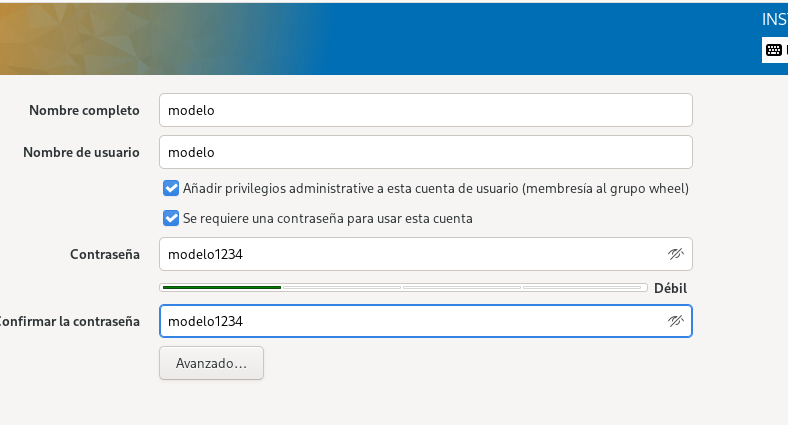 INS
Nombre completo modelo
Nombre de usuario modelo
Añadir privilegios administrative a esta cuenta de usuario (membresía al grupo wheel)
Se requiere una contraseña para usar esta cuenta
Contraseña modelo1234
Débil
onfirmar la contraseña modelo1234
Avanzado...